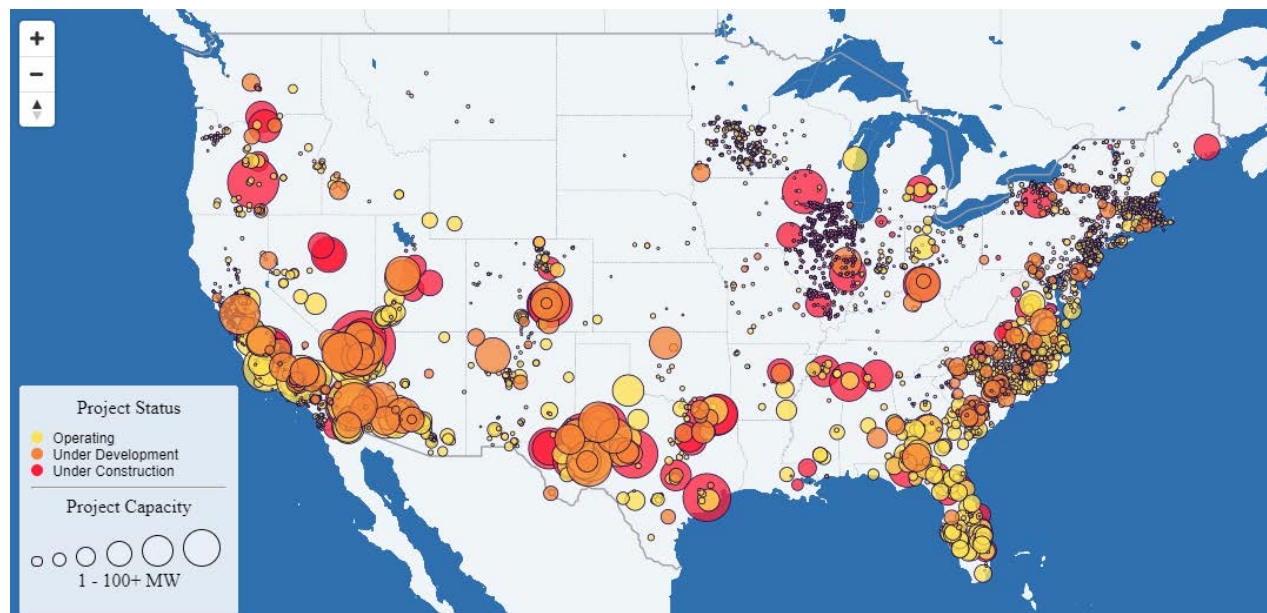 +
−
Project Status
Operating
Under Development
Under Construction
Project Capacity
1 - 100+ MW